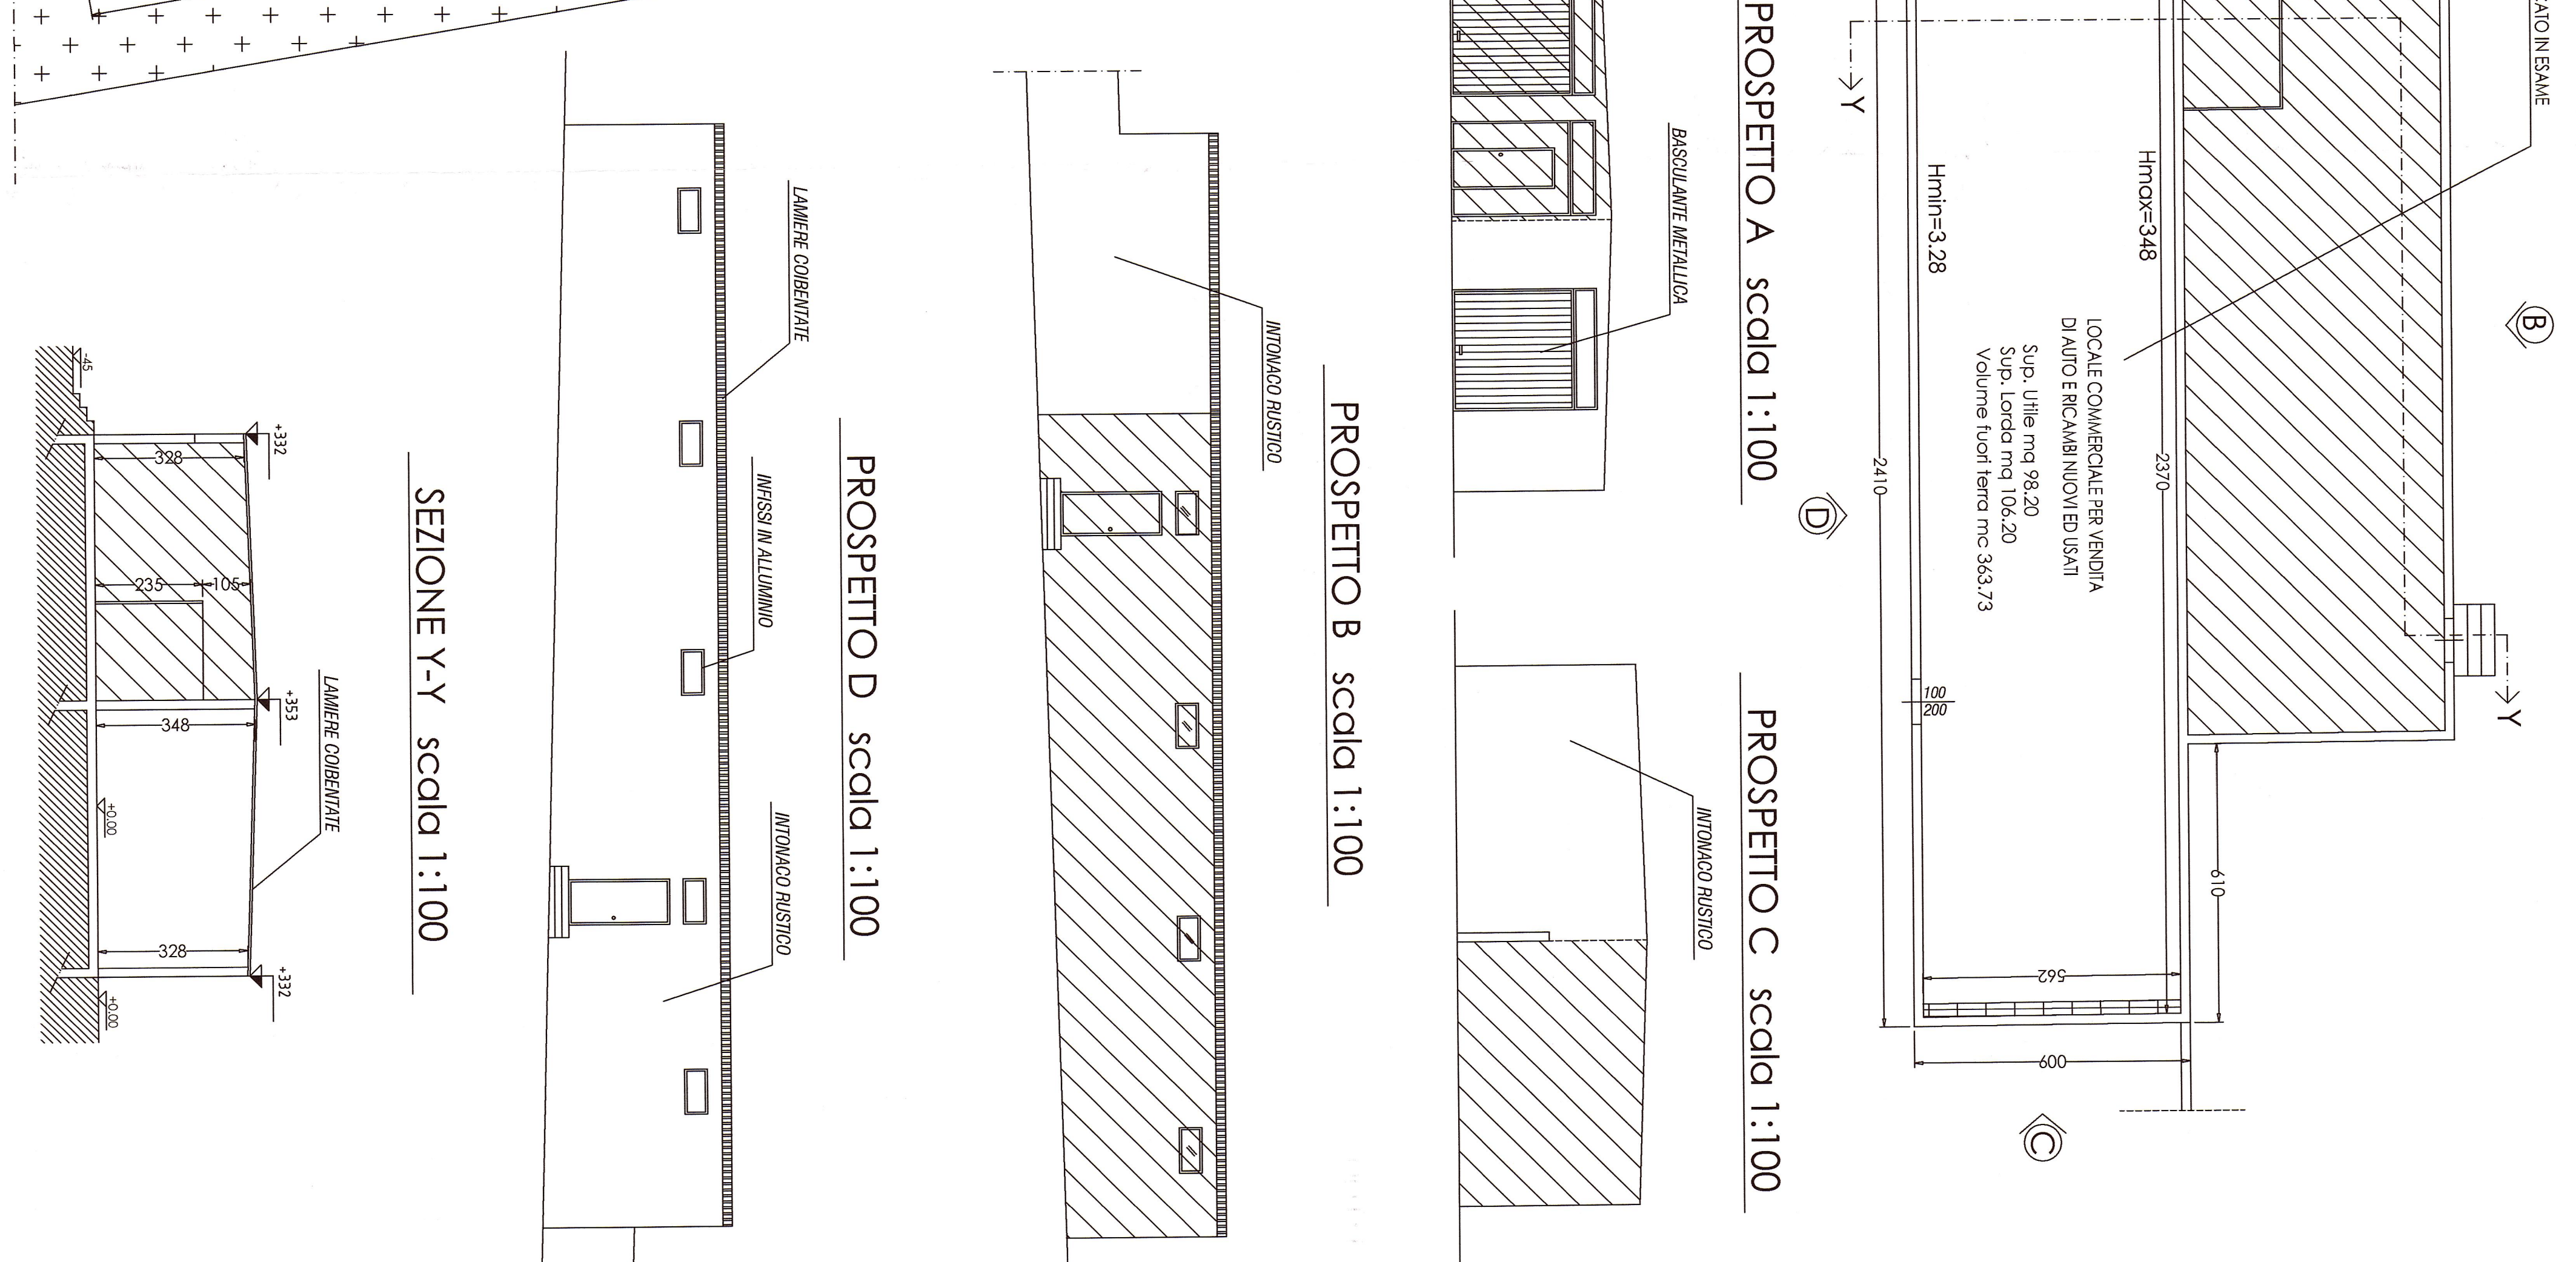 CATO IN ESAME
B
Y
Y
Hmax=348
Hmin=3.28
LOCALE COMMERCIALE PER VENDITA
DI AUTO E RICAMBI NUOVI ED USATI
Sup. Utile mq 98.20
Sup. Lorda mq 106.20
Volume fuori terra mc 363.73
2370
2410
100
200
610
562
600
D
C
PROSPETTO A scala 1:100
BASCULANTE METALLICA
PROSPETTO C scala 1:100
INTONACO RUSTICO
PROSPETTO B scala 1:100
INTONACO RUSTICO
PROSPETTO D scala 1:100
LAMIERE COIBENTATE
INFISSI IN ALLUMINIO
INTONACO RUSTICO
SEZIONE Y-Y scala 1:100
LAMIERE COIBENTATE
+332
+353
+332
328
235
105
348
328
-45
+0.00
+0.00